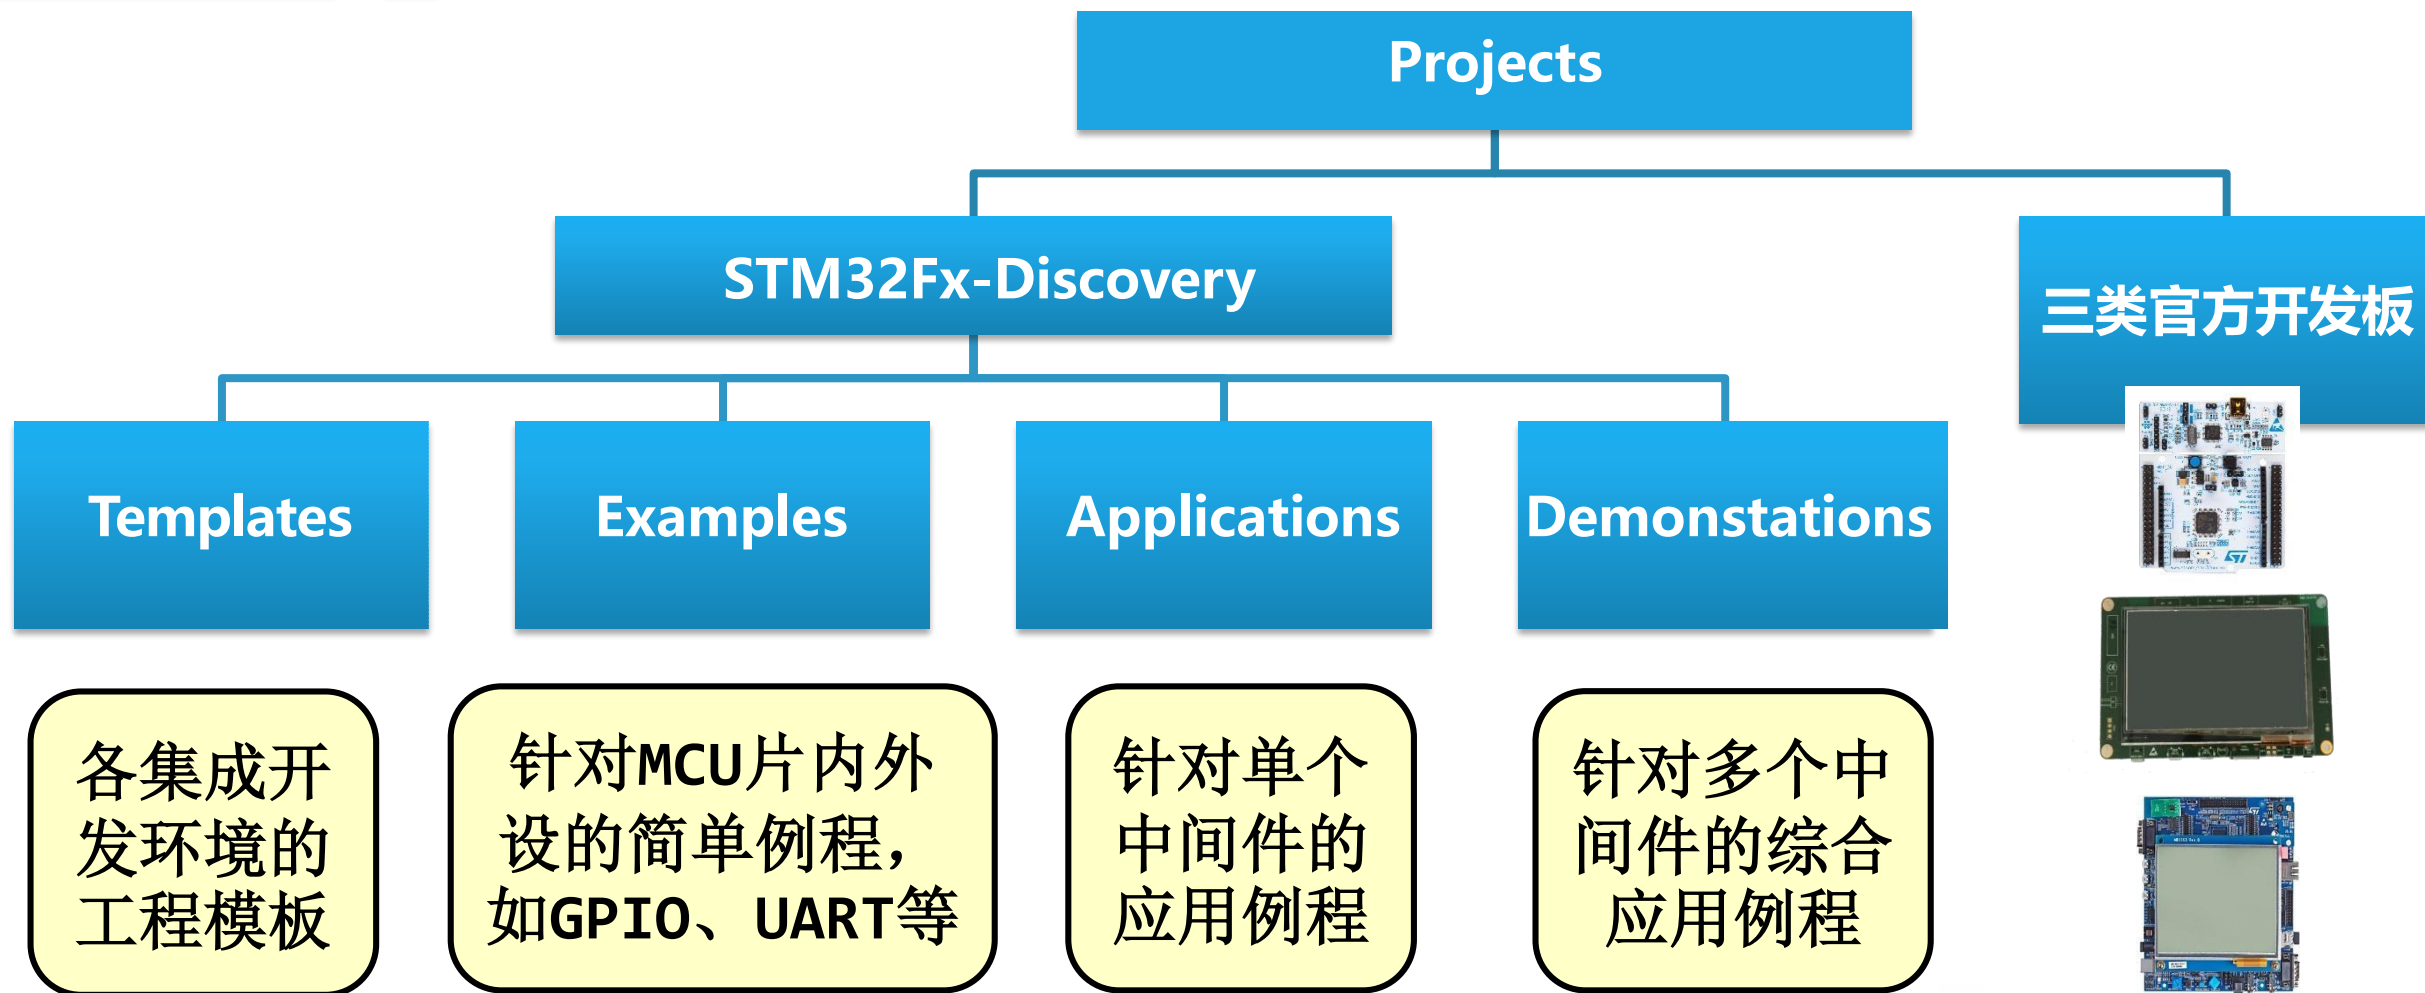 Projects
STM32Fx-Discovery
三类官方开发板
Templates
Examples
Applications
Demonstations
各集成开
发环境的
工程模板
针对MCU片内外
设的简单例程，
如GPIO、UART等
针对单个
中间件的
应用例程
针对多个中
间件的综合
应用例程